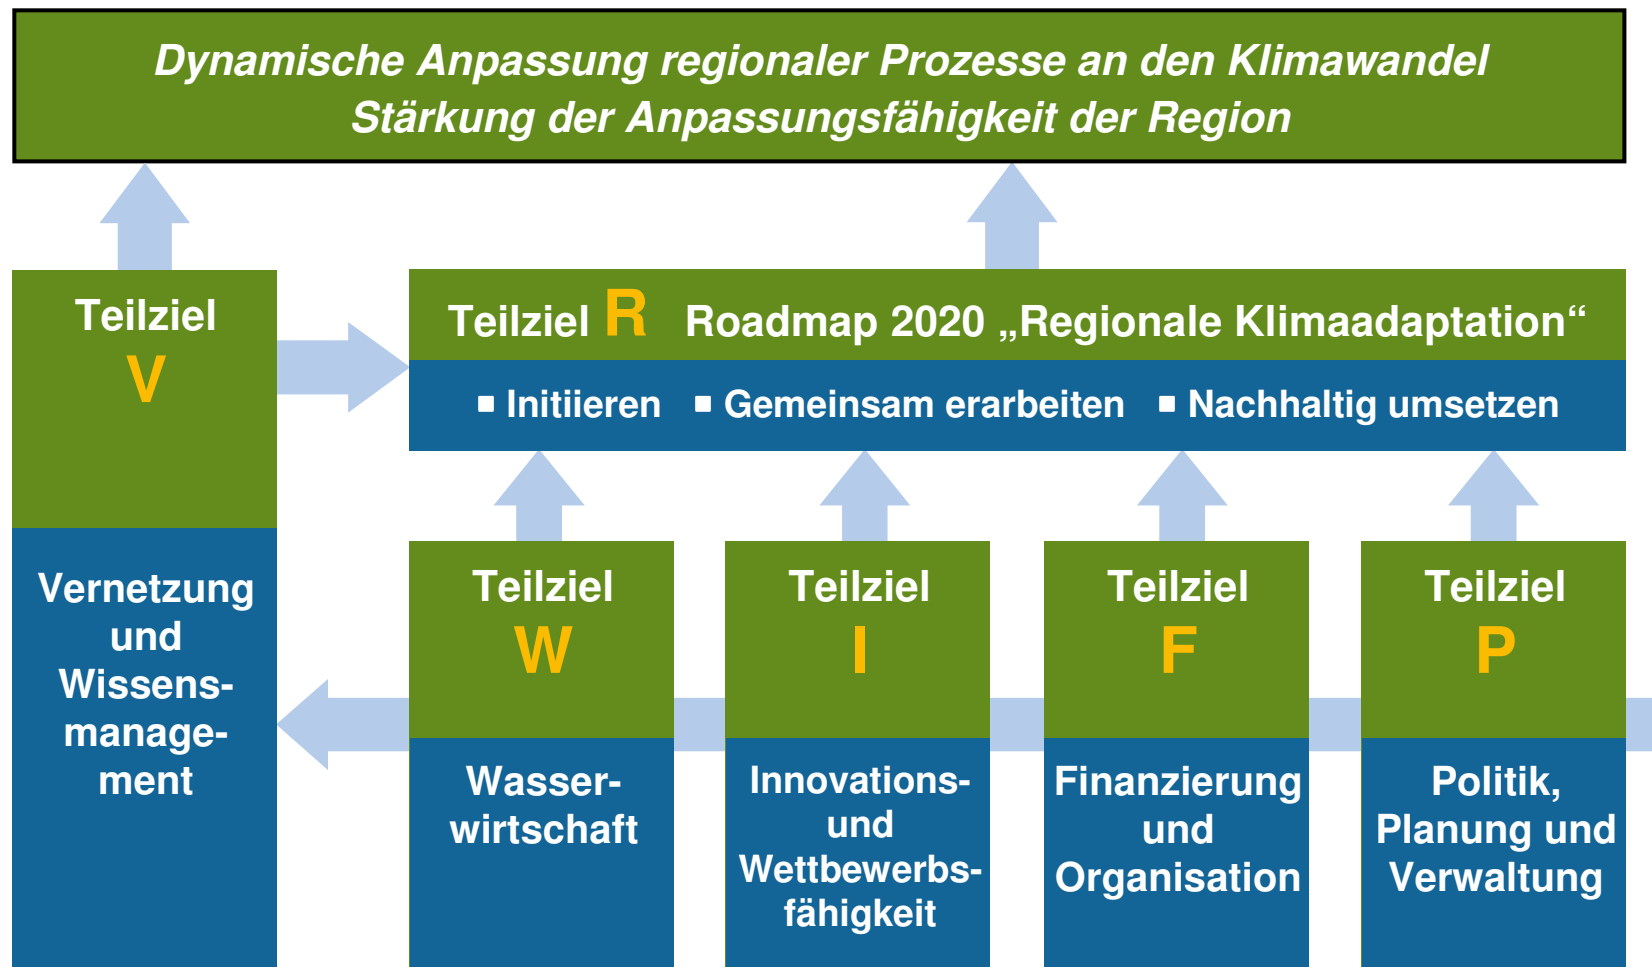 Dynamische Anpassung regionaler Prozesse an den Klimawandel
Stärkung der Anpassungsfähigkeit der Region
Teilziel
V
Vernetzung
und
Wissens-
manage-
ment
Teilziel R Roadmap 2020 „Regionale Klimaadaptation“
▪ Initiieren ▪ Gemeinsam erarbeiten ▪ Nachhaltig umsetzen
Teilziel
W
Wasser-
wirtschaft
Teilziel
I
Innovations-
und
Wettbewerbs-
fähigkeit
Teilziel
F
Finanzierung
und
Organisation
Teilziel
P
Politik,
Planung und
Verwaltung